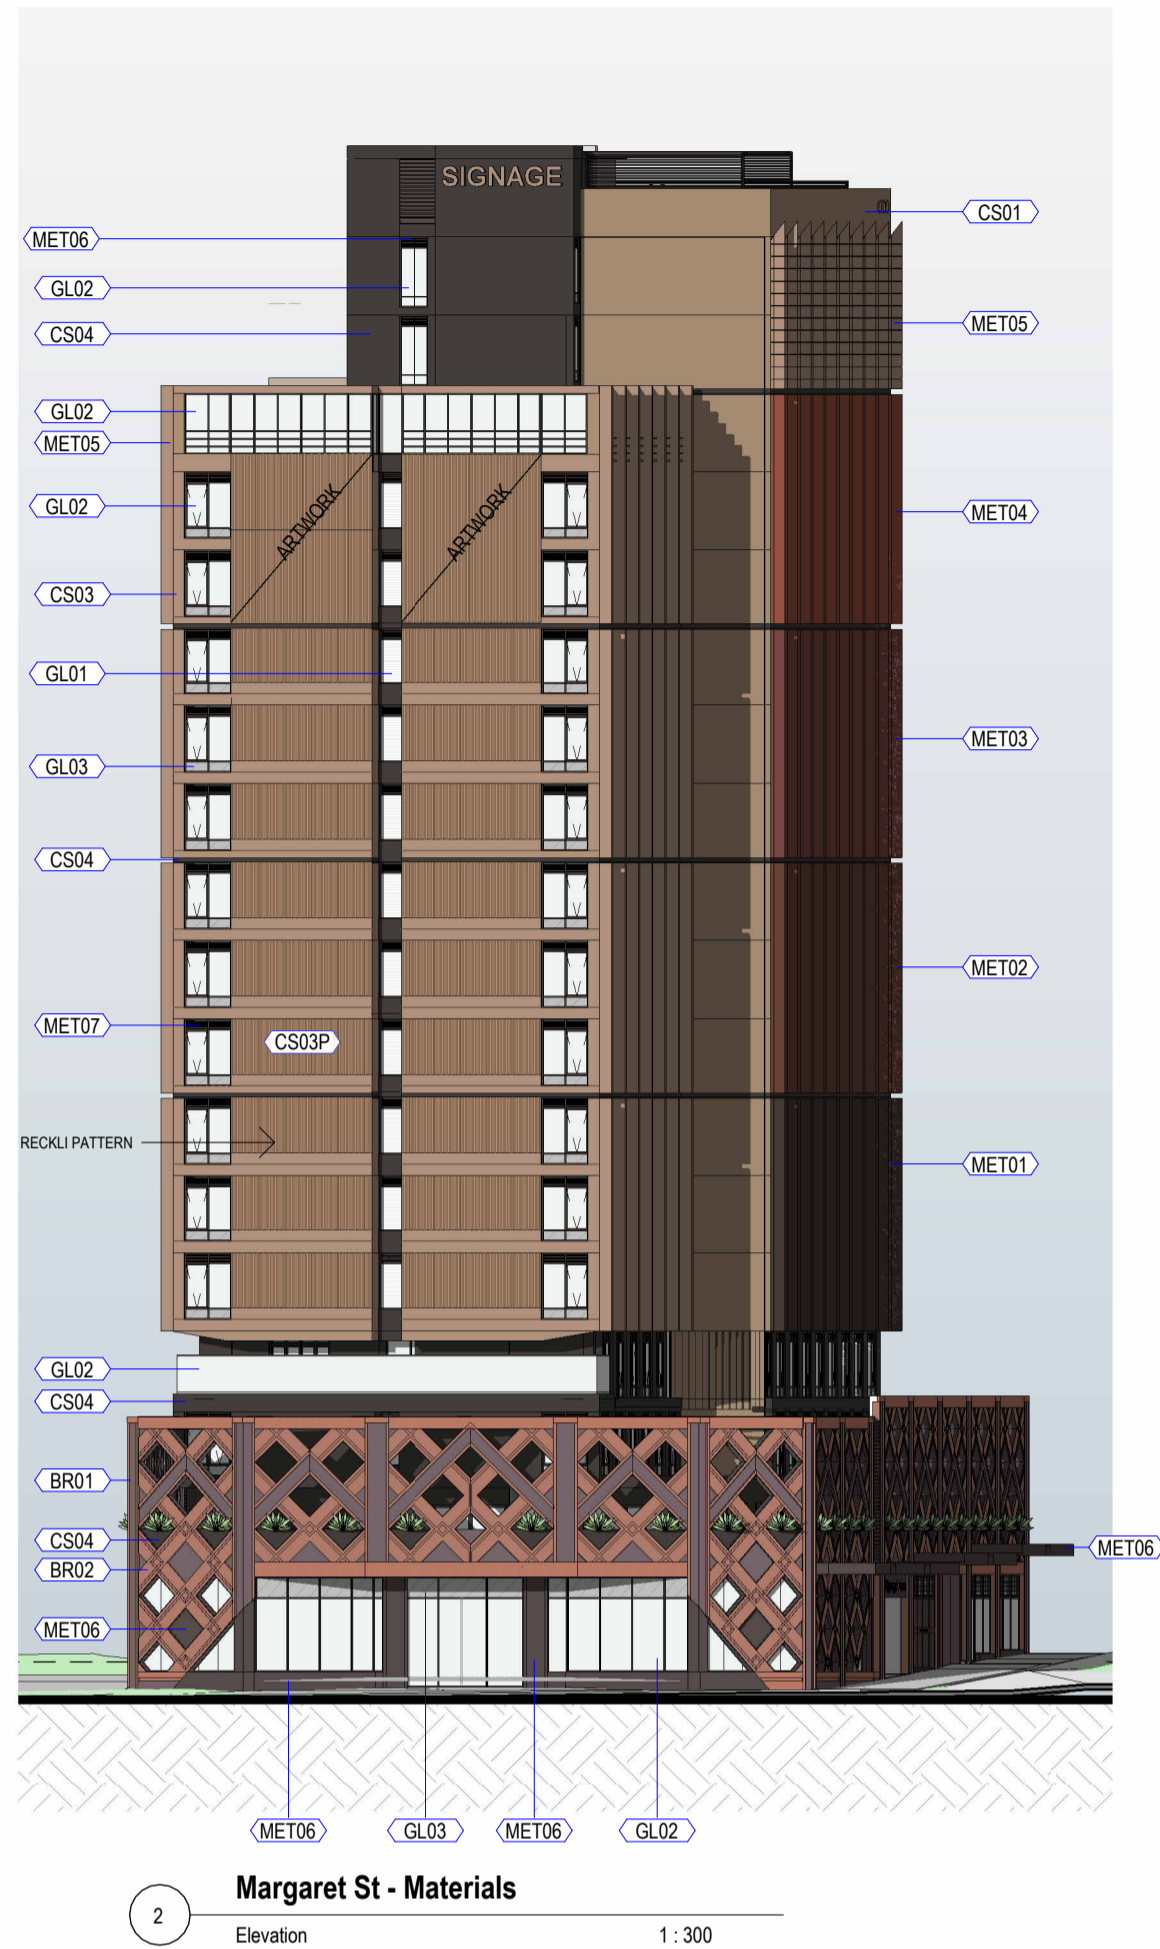 SIGNAGE
CS01
MET06
GL02
MET05
CS04
GL02
MET05
GL02
MET04
ARTWORK
ARTWORK
CS03
GL01
MET03
GL03
CS04
MET02
MET07
CS03P
RECKLI PATTERN
MET01
GL02
CS04
BR01
CS04
MET06
BR02
MET06
MET06
GL03
MET06
GL02
2
Margaret St - Materials
Elevation
1 : 300